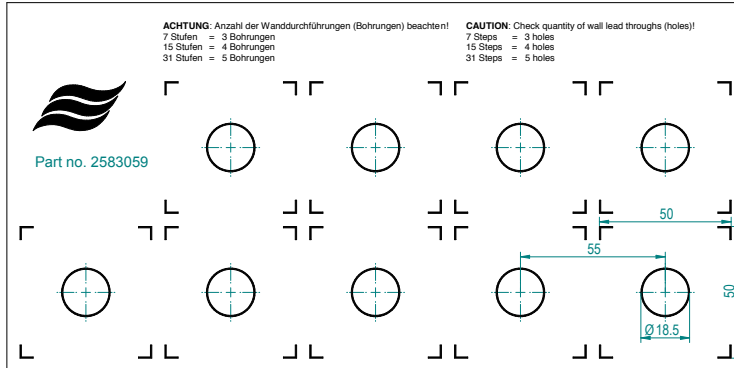 ACHTUNG: Anzahl der Wanddurchführungen (Bohrungen) beachten!
7 Stufen = 3 Bohrungen
15 Stufen = 4 Bohrungen
31 Stufen = 5 Bohrungen
CAUTION: Check quantity of wall lead throughs (holes)!
7 Steps = 3 holes
15 Steps = 4 holes
31 Steps = 5 holes
Part no. 2583059
50
55
50
Ø18.5